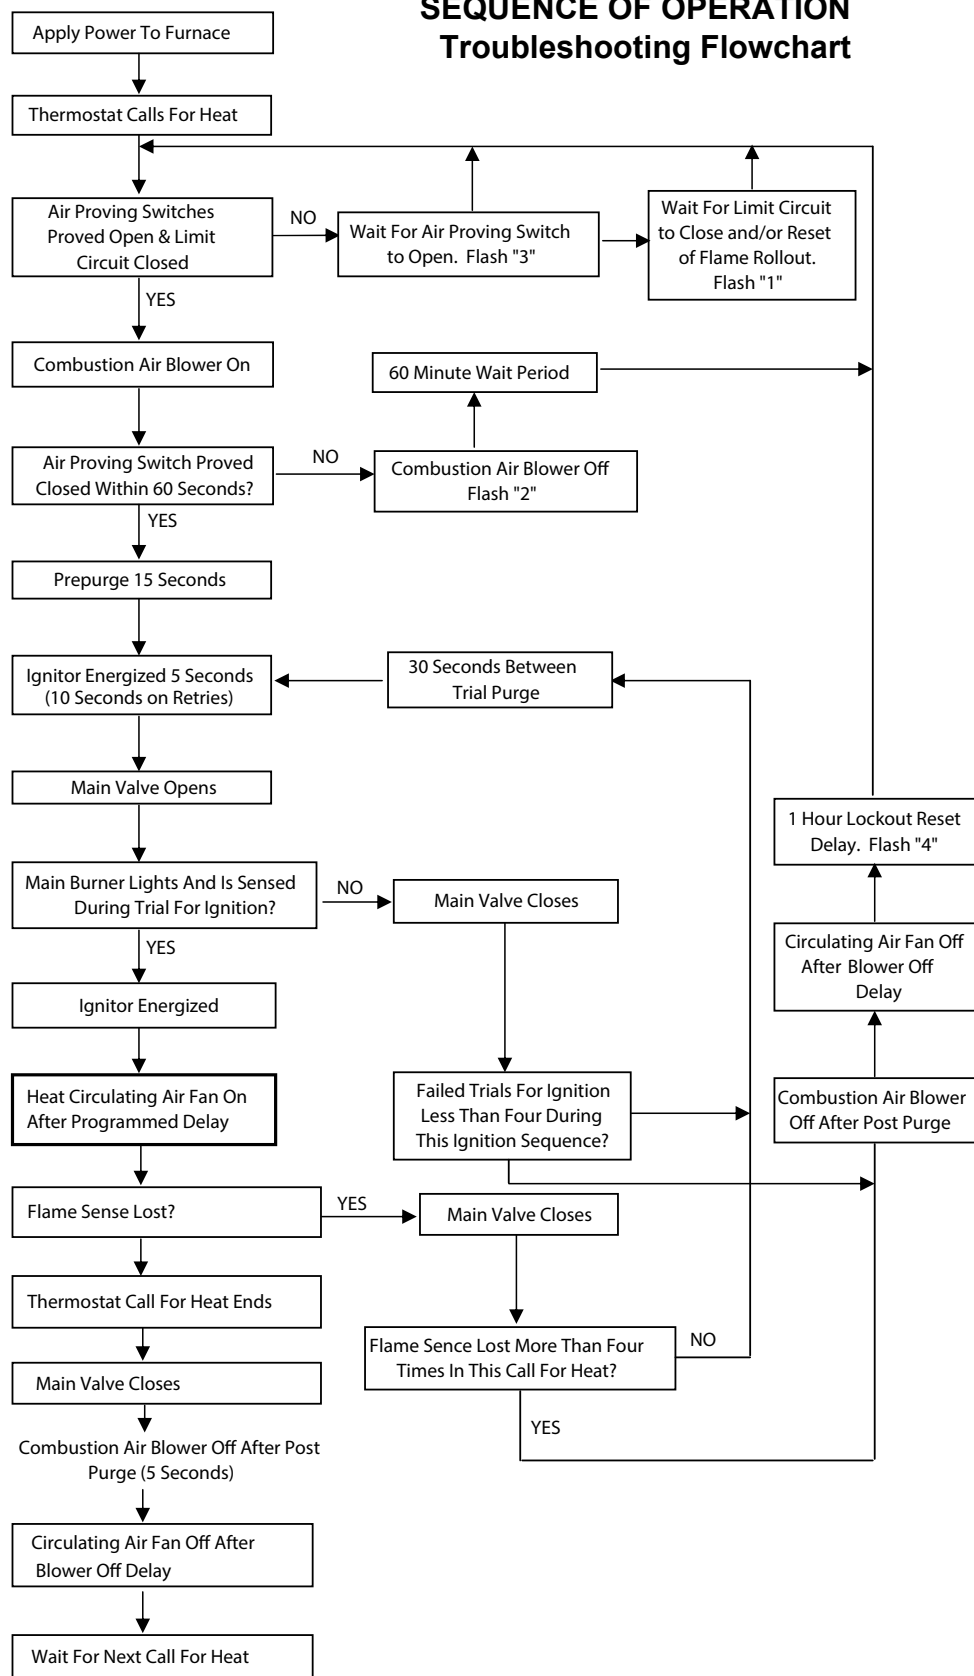 SEQUENCE OF OPERATION
Troubleshooting Flowchart
Apply Power To Furnace
Thermostat Calls For Heat
Air Proving Switches
Proved Open & Limit
Circuit Closed
NO
Wait For Air Proving Switch
to Open. Flash "3"
Wait For Limit Circuit
to Close and/or Reset
of Flame Rollout.
Flash "1"
YES
Combustion Air Blower On
60 Minute Wait Period
Air Proving Switch Proved
Closed Within 60 Seconds?
NO
Combustion Air Blower Off
Flash "2"
YES
Prepurge 15 Seconds
Ignitor Energized 5 Seconds
(10 Seconds on Retries)
30 Seconds Between
Trial Purge
Main Valve Opens
1 Hour Lockout Reset
Delay. Flash "4"
Main Burner Lights And Is Sensed
During Trial For Ignition?
NO
Main Valve Closes
Circulating Air Fan Off
After Blower Off
Delay
YES
Ignitor Energized
Heat Circulating Air Fan On
After Programmed Delay
Failed Trials For Ignition
Less Than Four During
This Ignition Sequence?
Combustion Air Blower
Off After Post Purge
Flame Sense Lost?
YES
Main Valve Closes
Thermostat Call For Heat Ends
Flame Sence Lost More Than Four
Times In This Call For Heat?
NO
YES
Main Valve Closes
Combustion Air Blower Off After Post
Purge (5 Seconds)
Circulating Air Fan Off After
Blower Off Delay
Wait For Next Call For Heat